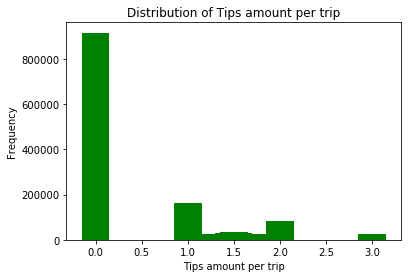 Distribution of Tips amount per trip
800000
600000
400000
200000
0
Frequency
0.0 0.5 1.0 1.5 2.0 2.5 3.0
Tips amount per trip